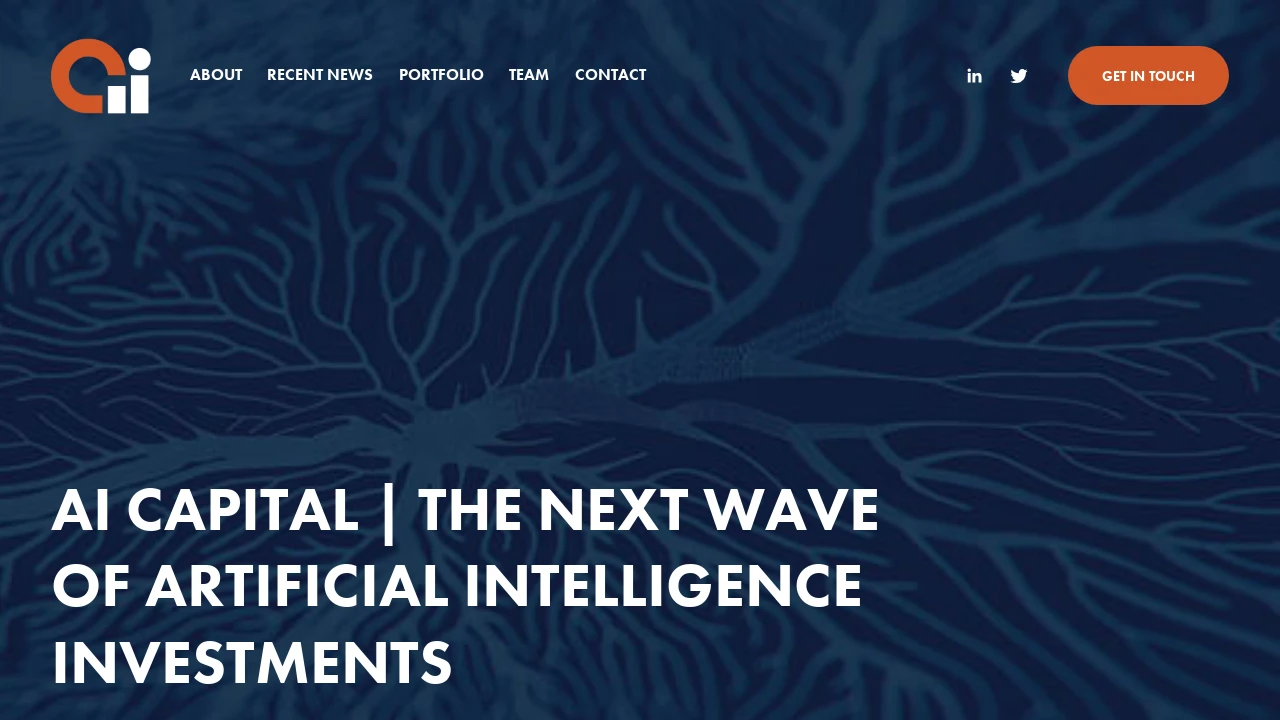 ai
ABOUT RECENT NEWS PORTFOLIO TEAM CONTACT
in
GET IN TOUCH
AI CAPITAL | THE NEXT WAVE
OF ARTIFICIAL INTELLIGENCE
INVESTMENTS